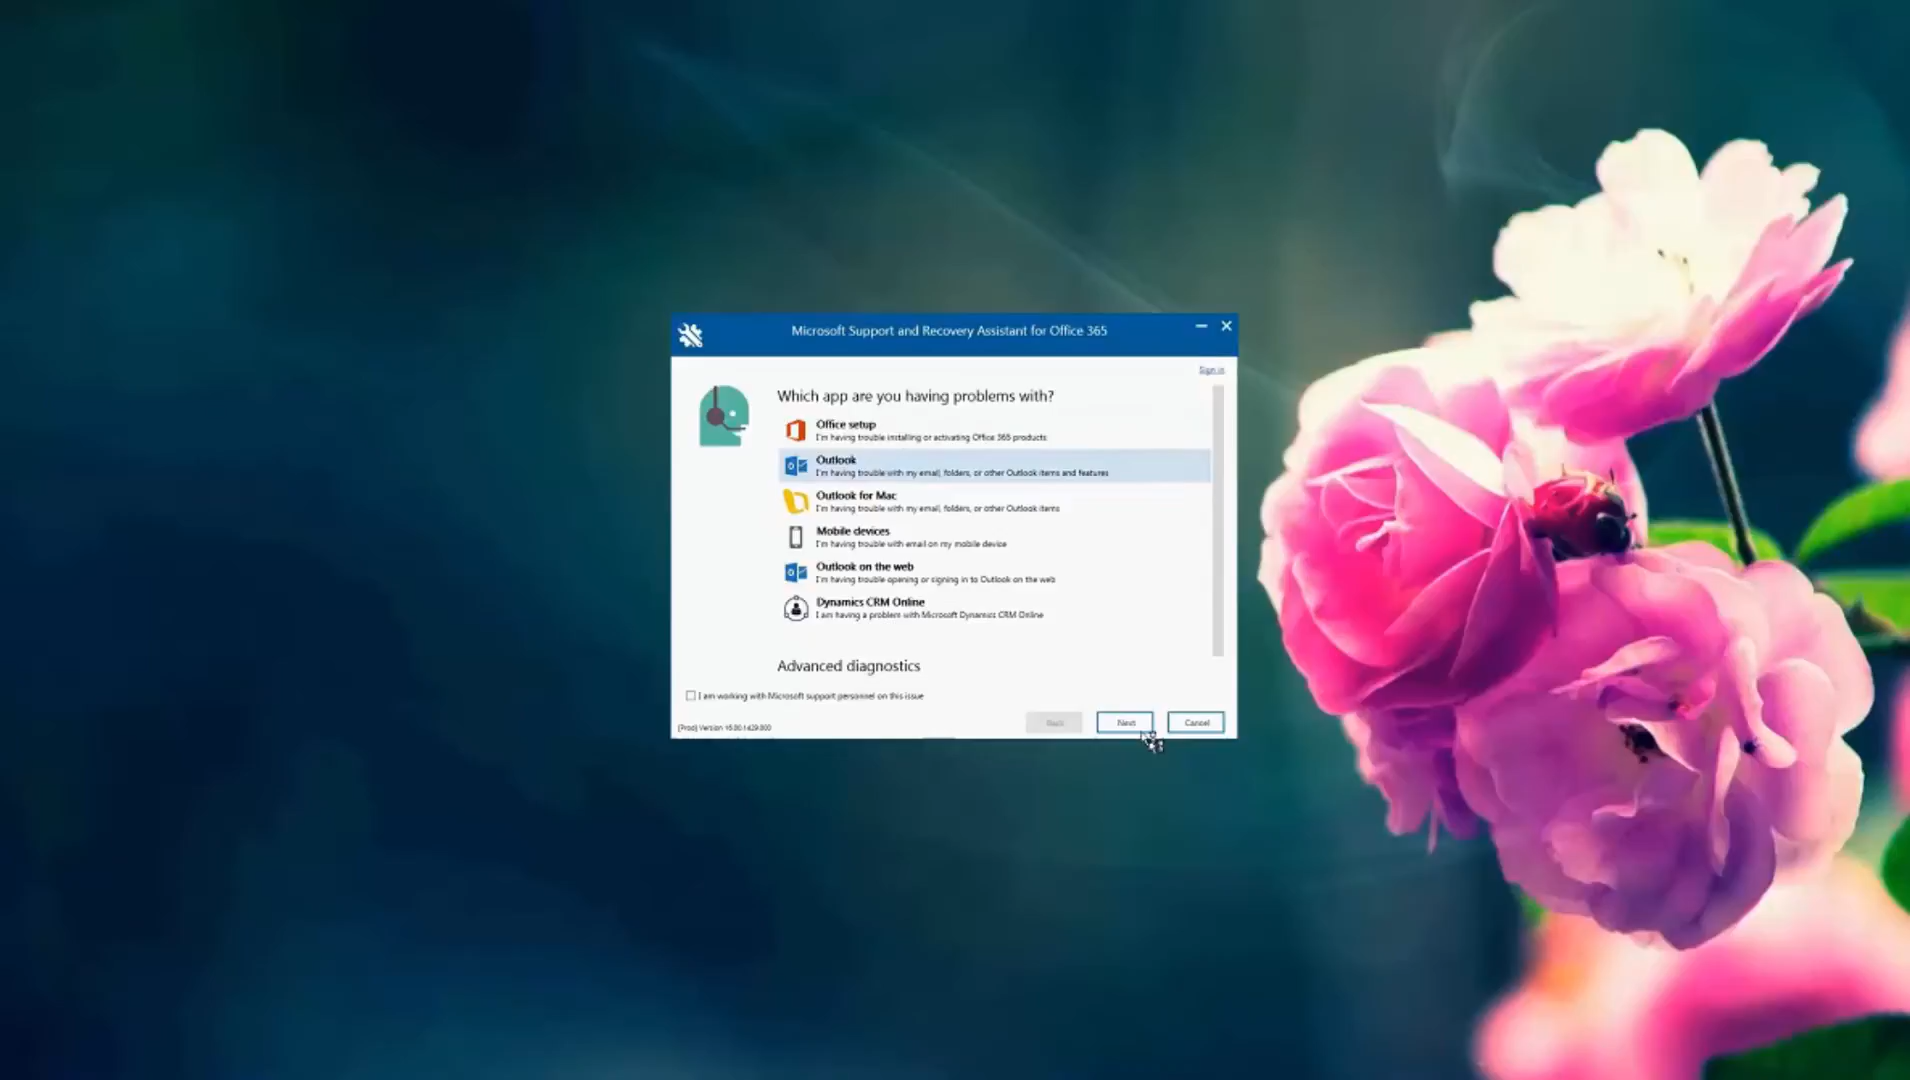 Microsoft Support and Recovery Assistant for Office 365
Sign in
Which app are you having problems with?
Office setup
I'm having trouble installing or activating Office 365 products
Outlook
I'm having trouble with my email, folders, or other Outlook items and features
Outlook for Mac
I'm having trouble with my email, folders, or other Outlook items
Mobile devices
I'm having trouble with email on my mobile device
Outlook on the web
I'm having trouble opening or signing in to Outlook on the web
Dynamics CRM Online
I am having a problem with Microsoft Dynamics CRM Online
Advanced diagnostics
I am working with Microsoft support personnel on this issue
Back Next Cancel
[Prod] Version